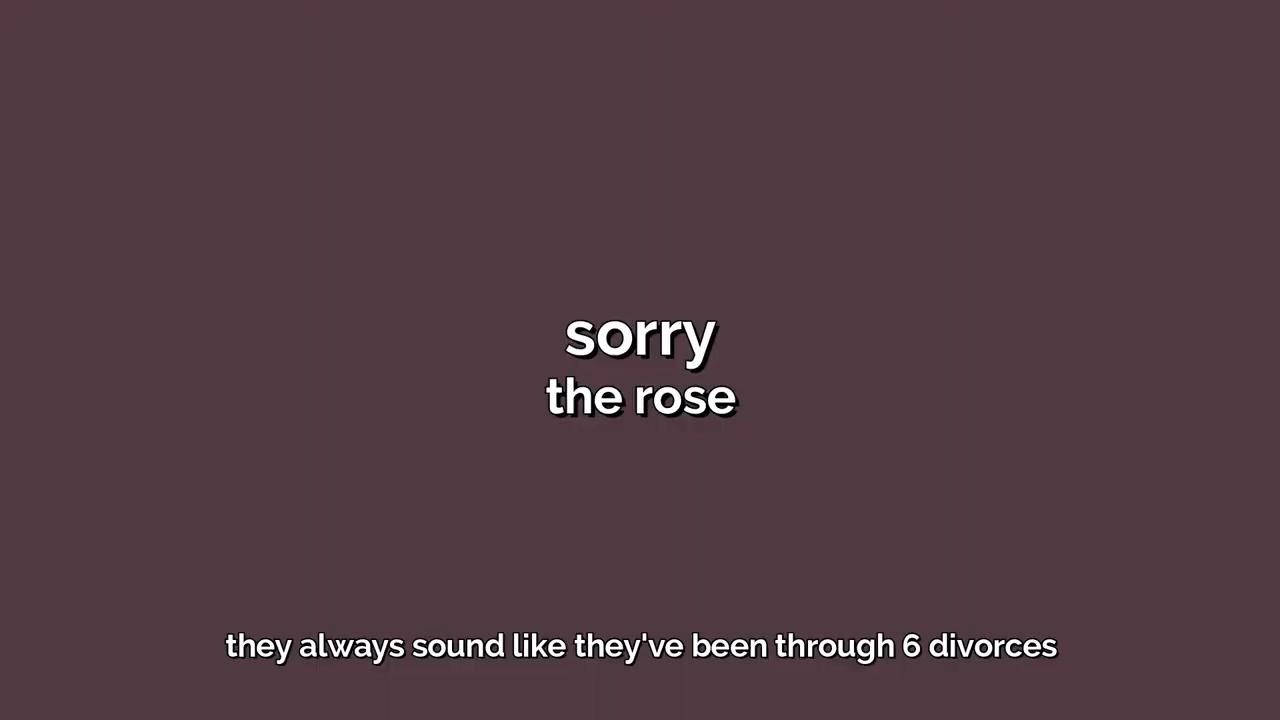 sorry
the rose
they always sound like they've been through 6 divorces